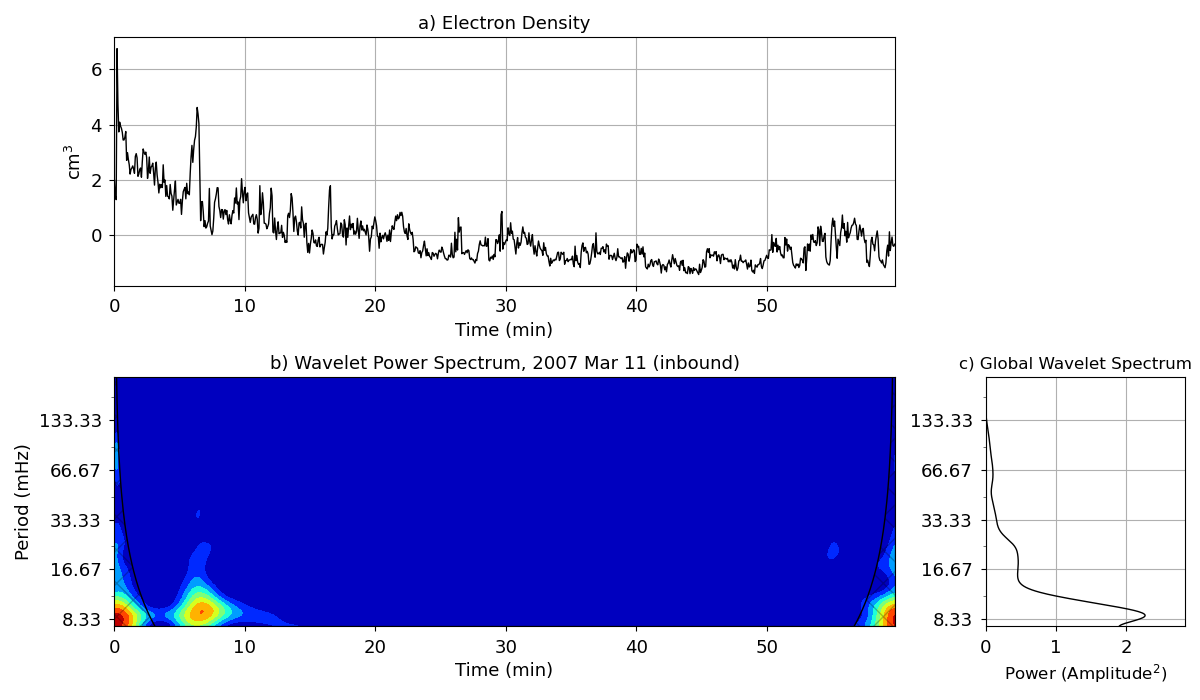 a) Electron Density
6
4
2
0
cm³
0 10 20 30 40 50
Time (min)
b) Wavelet Power Spectrum, 2007 Mar 11 (inbound)
133.33
66.67
33.33
16.67
8.33
Period (mHz)
0 10 20 30 40 50
Time (min)
c) Global Wavelet Spectrum
133.33
66.67
33.33
16.67
8.33
0 1 2
Power (Amplitude²)